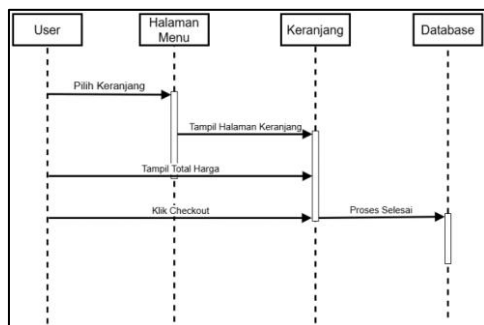 User
Halaman
Menu
Keranjang
Database
Pilih Keranjang
Tampil Halaman Keranjang
Tampil Total Harga
Klik Checkout
Proses Selesai